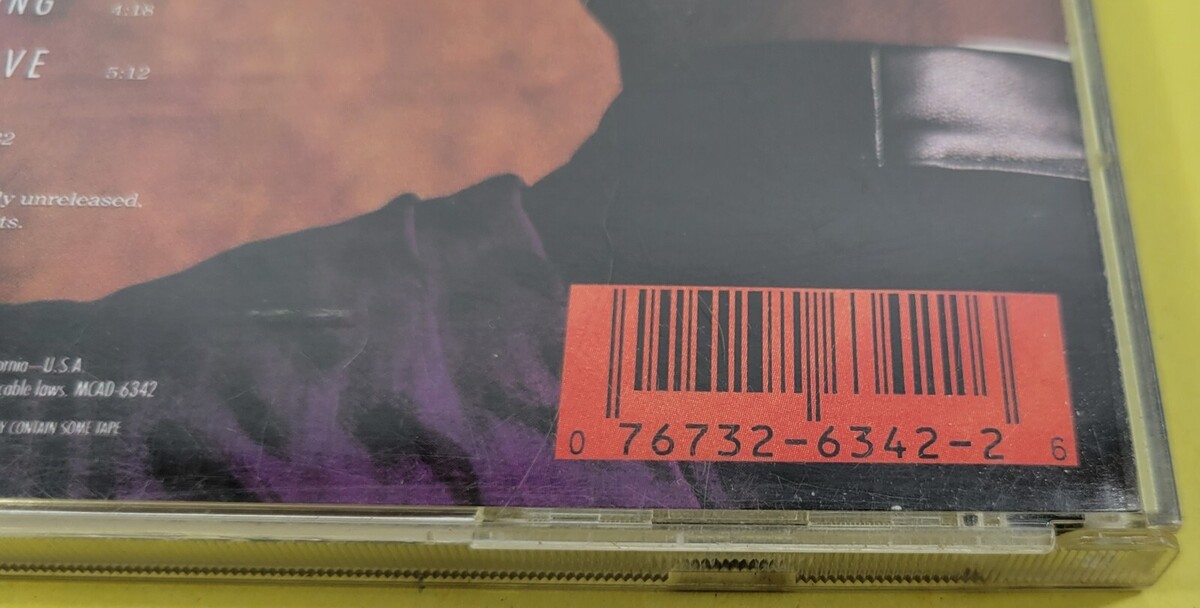 NG 4:18
VE 5:12
ly unreleased.
ts.
ornia—U.S.A.
cable laws. MCAD-6342
Y CONTAIN SOME TAPE
0 76732-6342-2 6